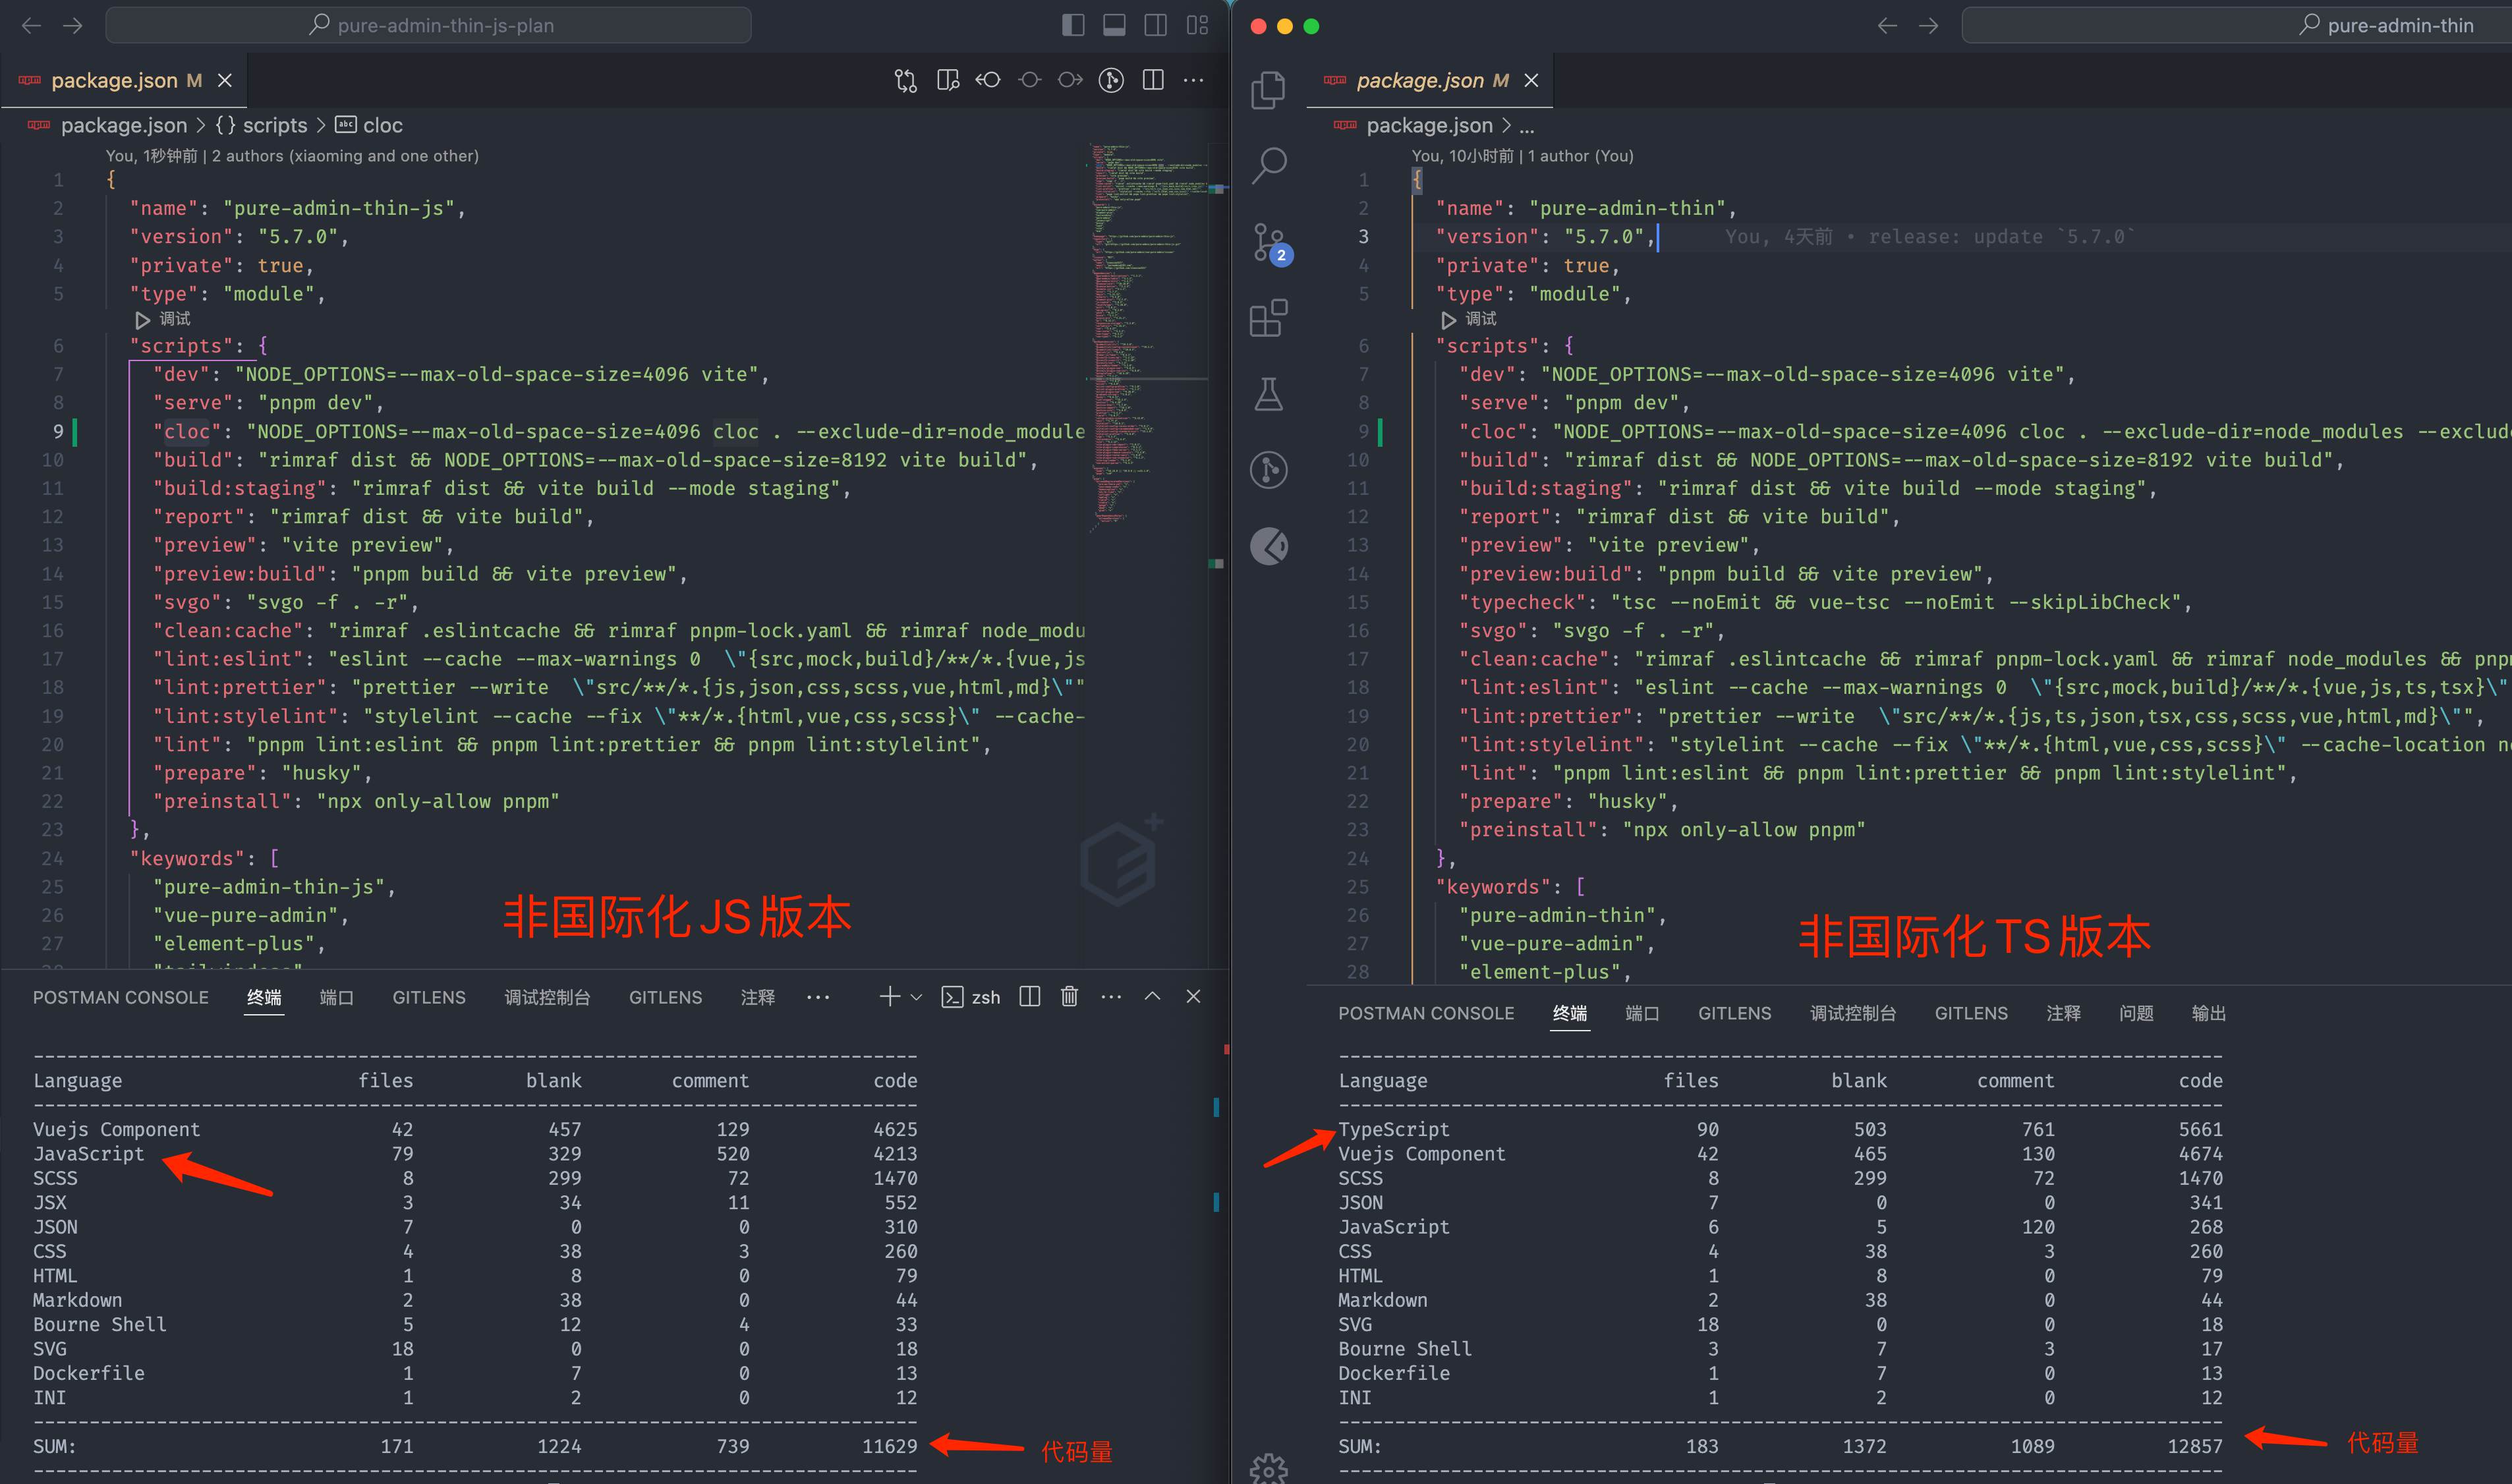 pure-admin-thin-js-plan
package.json M
package.json > {} scripts > abc cloc
You, 1秒钟前 | 2 authors (xiaoming and one other)
1 {
2 "name": "pure-admin-thin-js",
3 "version": "5.7.0",
4 "private": true,
5 "type": "module",
调试
6 "scripts": {
7 "dev": "NODE_OPTIONS=--max-old-space-size=4096 vite",
8 "serve": "pnpm dev",
9 "cloc": "NODE_OPTIONS=--max-old-space-size=4096 cloc . --exclude-dir=node_module
10 "build": "rimraf dist && NODE_OPTIONS=--max-old-space-size=8192 vite build",
11 "build:staging": "rimraf dist && vite build --mode staging",
12 "report": "rimraf dist && vite build",
13 "preview": "vite preview",
14 "preview:build": "pnpm build && vite preview",
15 "svgo": "svgo -f . -r",
16 "clean:cache": "rimraf .eslintcache && rimraf pnpm-lock.yaml && rimraf node_modu
17 "lint:eslint": "eslint --cache --max-warnings 0  \"{src,mock,build}/**/*.{vue,js
18 "lint:prettier": "prettier --write  \"src/**/*.{js,json,css,scss,vue,html,md}\""
19 "lint:stylelint": "stylelint --cache --fix \"**/*.{html,vue,css,scss}\" --cache-
20 "lint": "pnpm lint:eslint && pnpm lint:prettier && pnpm lint:stylelint",
21 "prepare": "husky",
22 "preinstall": "npx only-allow pnpm"
23 },
24 "keywords": [
25 "pure-admin-thin-js",
26 "vue-pure-admin",
27 "element-plus",
28 "tailwindcss"
非国际化JS版本
POSTMAN CONSOLE 终端 端口 GITLENS 调试控制台 GITLENS 注释 ··· zsh
Language files blank comment code
Vuejs Component 42 457 129 4625
JavaScript 79 329 520 4213
SCSS 8 299 72 1470
JSX 3 34 11 552
JSON 7 0 0 310
CSS 4 38 3 260
HTML 1 8 0 79
Markdown 2 38 0 44
Bourne Shell 5 12 4 33
SVG 18 0 0 18
Dockerfile 1 7 0 13
INI 1 2 0 12
SUM: 171 1224 739 11629
代码量
pure-admin-thin
package.json M
package.json > ...
You, 10小时前 | 1 author (You)
1 {
2 "name": "pure-admin-thin",
3 "version": "5.7.0", You, 4天前 • release: update `5.7.0`
4 "private": true,
5 "type": "module",
调试
6 "scripts": {
7 "dev": "NODE_OPTIONS=--max-old-space-size=4096 vite",
8 "serve": "pnpm dev",
9 "cloc": "NODE_OPTIONS=--max-old-space-size=4096 cloc . --exclude-dir=node_modules --exclud
10 "build": "rimraf dist && NODE_OPTIONS=--max-old-space-size=8192 vite build",
11 "build:staging": "rimraf dist && vite build --mode staging",
12 "report": "rimraf dist && vite build",
13 "preview": "vite preview",
14 "preview:build": "pnpm build && vite preview",
15 "typecheck": "tsc --noEmit && vue-tsc --noEmit --skipLibCheck",
16 "svgo": "svgo -f . -r",
17 "clean:cache": "rimraf .eslintcache && rimraf pnpm-lock.yaml && rimraf node_modules && pnp
18 "lint:eslint": "eslint --cache --max-warnings 0  \"{src,mock,build}/**/*.{vue,js,ts,tsx}\"
19 "lint:prettier": "prettier --write  \"src/**/*.{js,ts,json,tsx,css,scss,vue,html,md}\"",
20 "lint:stylelint": "stylelint --cache --fix \"**/*.{html,vue,css,scss}\" --cache-location no
21 "lint": "pnpm lint:eslint && pnpm lint:prettier && pnpm lint:stylelint",
22 "prepare": "husky",
23 "preinstall": "npx only-allow pnpm"
24 },
25 "keywords": [
26 "pure-admin-thin",
27 "vue-pure-admin",
28 "element-plus",
2
非国际化TS版本
POSTMAN CONSOLE 终端 端口 GITLENS 调试控制台 GITLENS 注释 问题 输出
Language files blank comment code
TypeScript 90 503 761 5661
Vuejs Component 42 465 130 4674
SCSS 8 299 72 1470
JSON 7 0 0 341
JavaScript 6 5 120 268
CSS 4 38 3 260
HTML 1 8 0 79
Markdown 2 38 0 44
SVG 18 0 0 18
Bourne Shell 3 7 3 17
Dockerfile 1 7 0 13
INI 1 2 0 12
SUM: 183 1372 1089 12857
代码量